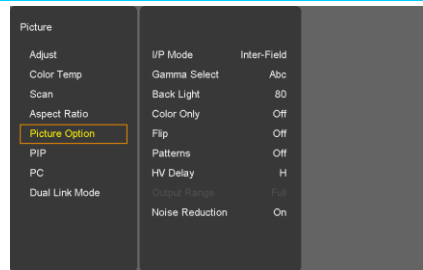 Picture
Adjust
Color Temp
Scan
Aspect Ratio
Picture Option
PIP
PC
Dual Link Mode
I/P Mode Inter-Field
Gamma Select Abc
Back Light 80
Color Only Off
Flip Off
Patterns Off
HV Delay H
Output Range Full
Noise Reduction On